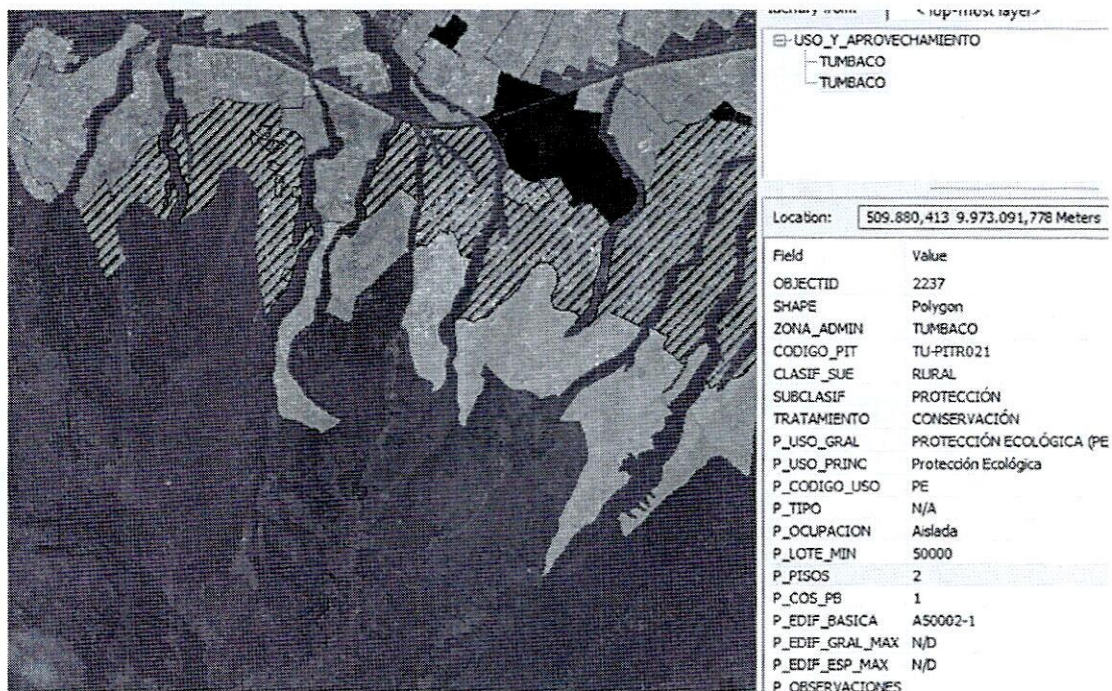 <Top-most layer>
USO_Y_APROVECHAMIENTO
TUMBACO
TUMBACO
Location: 509.880,413 9.973.091,778 Meters
Field Value
OBJECTID 2237
SHAPE Polygon
ZONA_ADMIN TUMBACO
CODIGO_PIT TU-PITR021
CLASIF_SUE RURAL
SUBCLASIF PROTECCIÓN
TRATAMIENTO CONSERVACIÓN
P_USO_GRAL PROTECCIÓN ECOLÓGICA (PE
P_USO_PRINC Protección Ecológica
P_CODIGO_USO PE
P_TIPO N/A
P_OCUPACION Aislada
P_LOTE_MIN 50000
P_PISOS 2
P_COS_PB 1
P_EDIF_BASICA A50002-1
P_EDIF_GRAL_MAX N/D
P_EDIF_ESP_MAX N/D
P_OBSERVACIONES